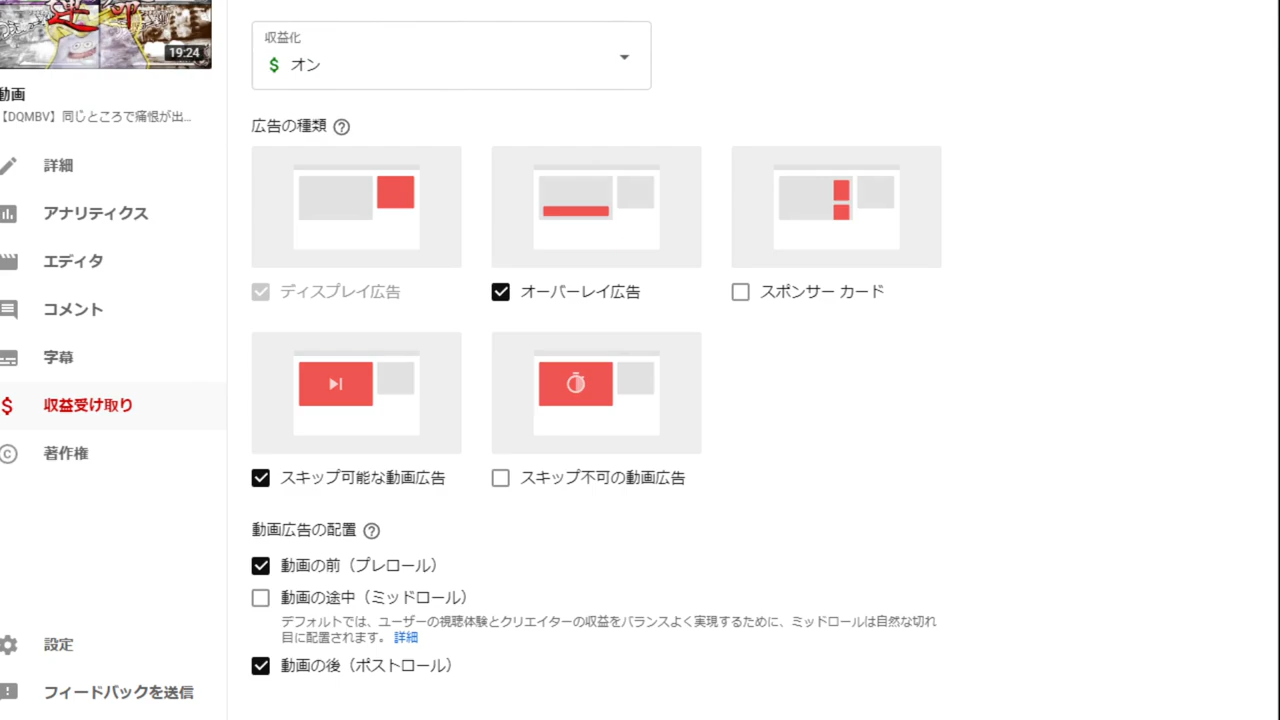 19:24
動画
【DQMBV】同じところで痛恨が出...
詳細
アナリティクス
エディタ
コメント
字幕
収益受け取り
著作権
設定
フィードバックを送信
収益化
$ オン
広告の種類 ?
ディスプレイ広告
オーバーレイ広告
スポンサー カード
スキップ可能な動画広告
スキップ不可の動画広告
動画広告の配置 ?
動画の前（プレロール）
動画の途中（ミッドロール）
デフォルトでは、ユーザーの視聴体験とクリエイターの収益をバランスよく実現するために、ミッドロールは自然な切れ
目に配置されます。 詳細
動画の後（ポストロール）